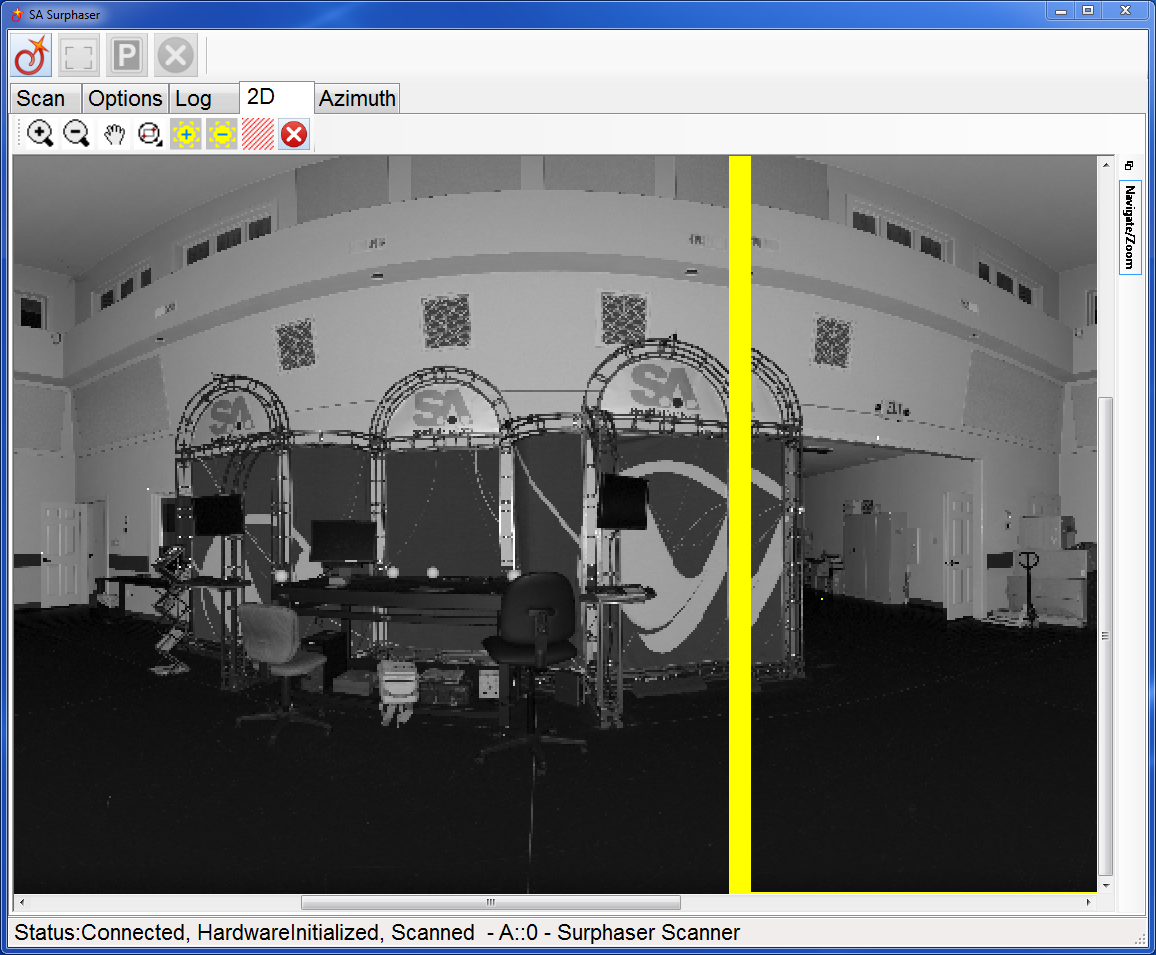 SA Surphaser
P
Scan Options Log 2D Azimuth
Navigate/Zoom
SA
SA
SA
Status:Connected, HardwareInitialized, Scanned - A::0 - Surphaser Scanner